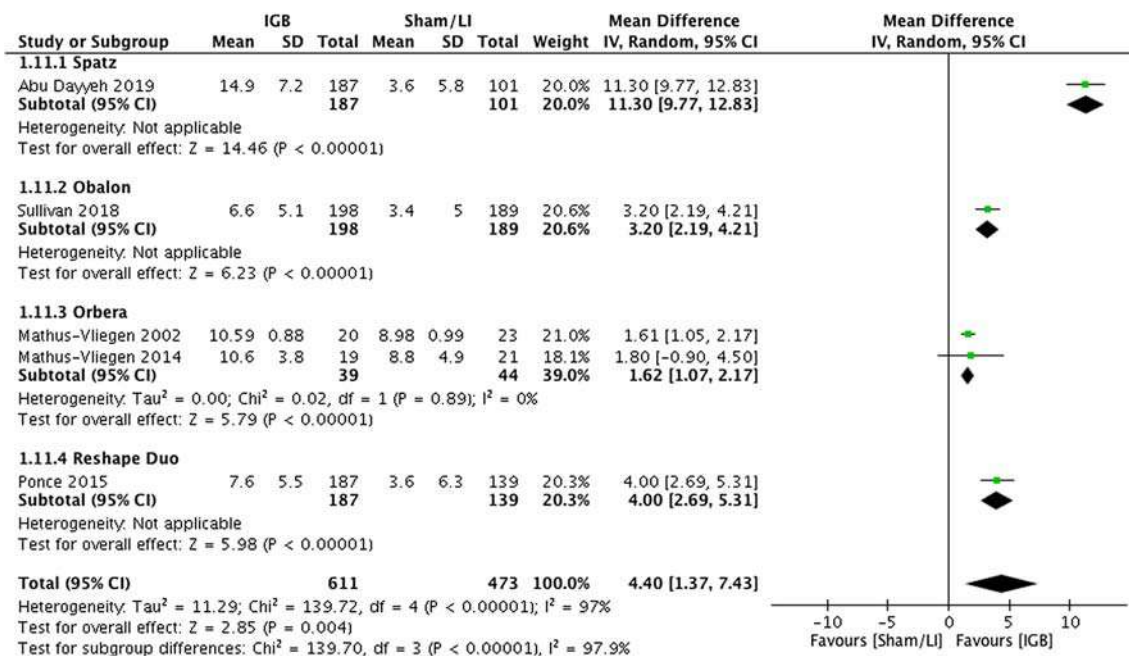 IGB Sham/LI Mean Difference Mean Difference
Study or Subgroup Mean SD Total Mean SD Total Weight IV, Random, 95% CI IV, Random, 95% CI
1.11.1 Spatz
Abu Dayyeh 2019 14.9 7.2 187 3.6 5.8 101 20.0% 11.30 [9.77, 12.83]
Subtotal (95% CI) 187 101 20.0% 11.30 [9.77, 12.83]
Heterogeneity: Not applicable
Test for overall effect: Z = 14.46 (P < 0.00001)
1.11.2 Obalon
Sullivan 2018 6.6 5.1 198 3.4 5 189 20.6% 3.20 [2.19, 4.21]
Subtotal (95% CI) 198 189 20.6% 3.20 [2.19, 4.21]
Heterogeneity: Not applicable
Test for overall effect: Z = 6.23 (P < 0.00001)
1.11.3 Orbera
Mathus-Vliegen 2002 10.59 0.88 20 8.98 0.99 23 21.0% 1.61 [1.05, 2.17]
Mathus-Vliegen 2014 10.6 3.8 19 8.8 4.9 21 18.1% 1.80 [-0.90, 4.50]
Subtotal (95% CI) 39 44 39.0% 1.62 [1.07, 2.17]
Heterogeneity: Tau² = 0.00; Chi² = 0.02, df = 1 (P = 0.89); I² = 0%
Test for overall effect: Z = 5.79 (P < 0.00001)
1.11.4 Reshape Duo
Ponce 2015 7.6 5.5 187 3.6 6.3 139 20.3% 4.00 [2.69, 5.31]
Subtotal (95% CI) 187 139 20.3% 4.00 [2.69, 5.31]
Heterogeneity: Not applicable
Test for overall effect: Z = 5.98 (P < 0.00001)
Total (95% CI) 611 473 100.0% 4.40 [1.37, 7.43]
Heterogeneity: Tau² = 11.29; Chi² = 139.72, df = 4 (P < 0.00001); I² = 97%
Test for overall effect: Z = 2.85 (P = 0.004)
Test for subgroup differences: Chi² = 139.70, df = 3 (P < 0.00001), I² = 97.9%
-10 -5 0 5 10
Favours [Sham/LI] Favours [IGB]